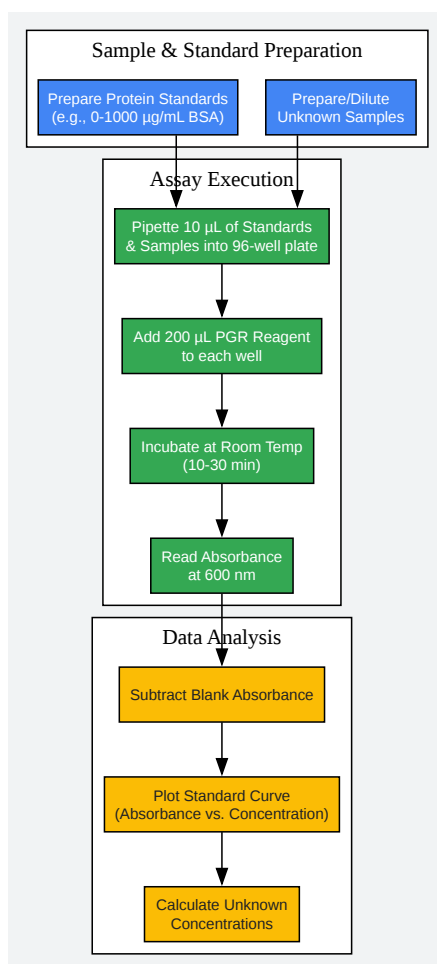 Sample & Standard Preparation
Prepare Protein Standards
(e.g., 0-1000 µg/mL BSA)
Prepare/Dilute
Unknown Samples
Assay Execution
Pipette 10 µL of Standards
& Samples into 96-well plate
Add 200 µL PGR Reagent
to each well
Incubate at Room Temp
(10-30 min)
Read Absorbance
at 600 nm
Data Analysis
Subtract Blank Absorbance
Plot Standard Curve
(Absorbance vs. Concentration)
Calculate Unknown
Concentrations